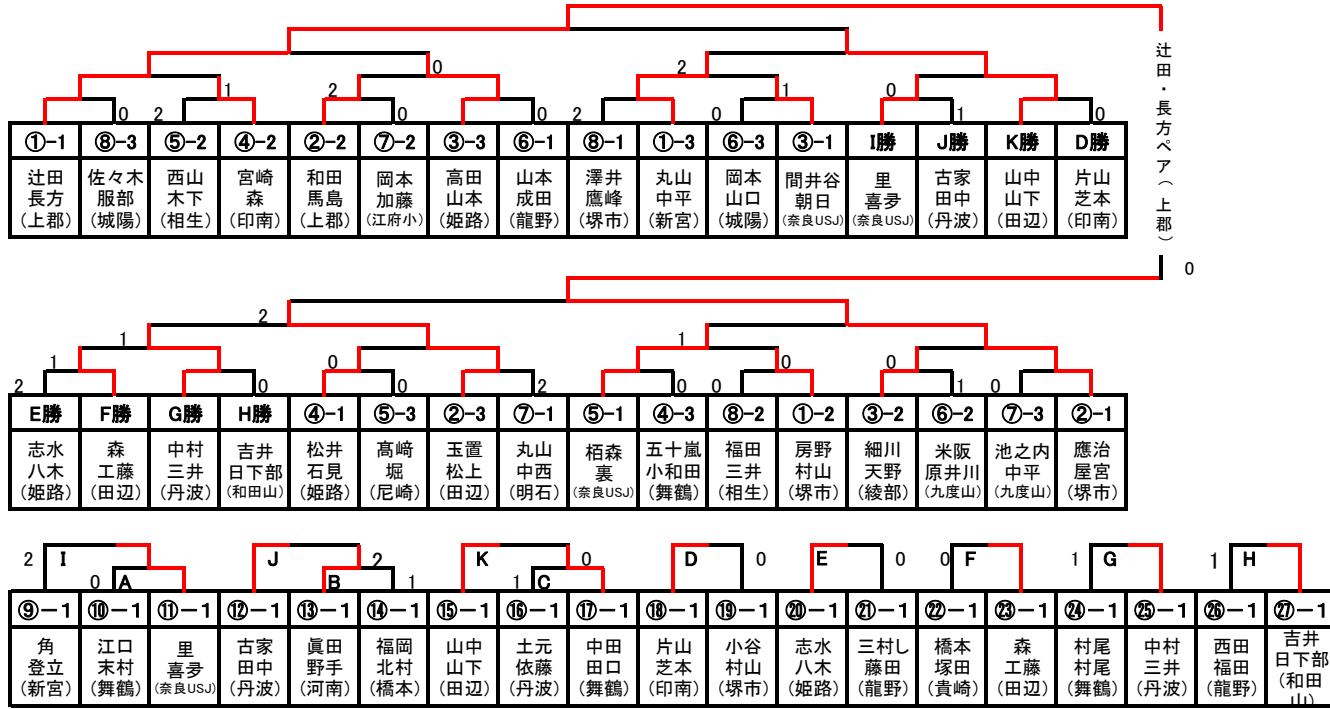 0
2
2
1
1
0
0
2
0
2
0
0
2
0
1
0
①-1 ⑧-3 ⑤-2 ④-2 ②-2 ⑦-2 ③-3 ⑥-1 ⑧-1 ①-3 ⑥-3 ③-1 I勝 J勝 K勝 D勝
辻田 佐々木 西山 宮崎 和田 岡本 高田 山本 澤井 丸山 岡本 間井谷 里 古家 山中 片山
長方 服部 木下 森 馬島 加藤 山本 成田 鷹峰 中平 山口 朝日 喜夛 田中 山下 芝本
(上郡) (城陽) (相生) (印南) (上郡) (江府小) (姫路) (龍野) (堺市) (新宮) (城陽) (奈良USJ) (奈良USJ) (丹波) (田辺) (印南)
辻田・長方ペア(上郡)
0
2
1
1
1
0
0
2
0
0
2
0
0
1
0
E勝 F勝 G勝 H勝 ④-1 ⑤-3 ②-3 ⑦-1 ⑤-1 ④-3 ⑧-2 ①-2 ③-2 ⑥-2 ⑦-3 ②-1
志水 森 中村 吉井 松井 髙﨑 玉置 丸山 栢森 五十嵐 福田 房野 細川 米阪 池之内 應治
八木 工藤 三井 日下部 石見 堀 松上 中西 裏 小和田 三井 村山 天野 原井川 中平 屋宮
(姫路) (田辺) (丹波) (和田山) (姫路) (尼崎) (田辺) (明石) (奈良USJ) (舞鶴) (相生) (堺市) (綾部) (九度山) (九度山) (堺市)
2 I J 2 K 0 D 0 E 0 0 F 1 G 1 H
0 A B 1 1 C
⑨-1 ⑩-1 ⑪-1 ⑫-1 ⑬-1 ⑭-1 ⑮-1 ⑯-1 ⑰-1 ⑱-1 ⑲-1 ⑳-1 ㉑-1 ㉒-1 ㉓-1 ㉔-1 ㉕-1 ㉖-1 ㉗-1
角 江口 里 古家 眞田 福岡 山中 土元 中田 片山 小谷 志水 三村し 橋本 森 村尾 中村 西田 吉井
登立 末村 喜夛 田中 野手 北村 山下 依藤 田口 芝本 村山 八木 藤田 塚田 工藤 村尾 三井 福田 日下部
(新宮) (舞鶴) (奈良USJ) (丹波) (河南) (橋本) (田辺) (丹波) (舞鶴) (印南) (堺市) (姫路) (龍野) (貴崎) (田辺) (舞鶴) (丹波) (龍野) (和田
山)